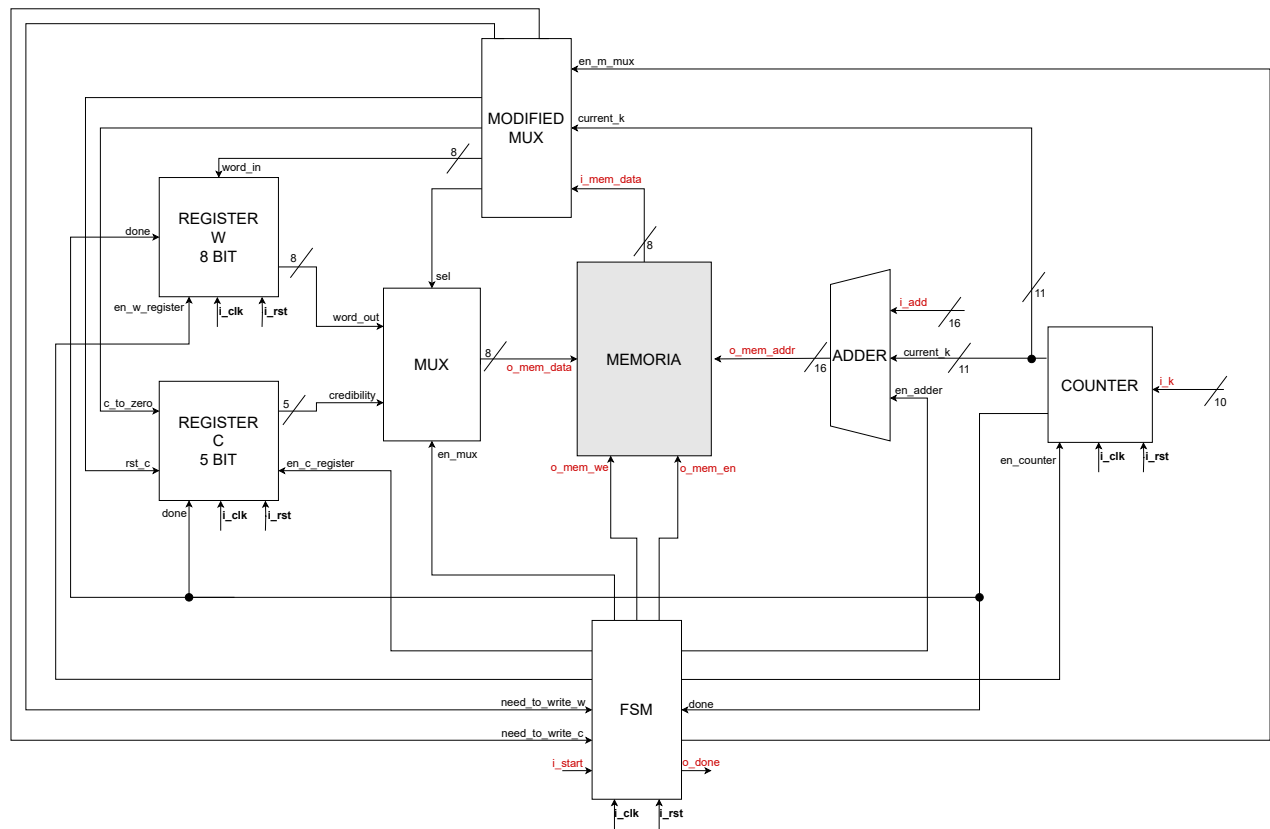 en_m_mux
MODIFIED
MUX
current_k
8
word_in
i_mem_data
REGISTER
W
8 BIT
done
8
8
sel
en_w_register
i_clk
i_rst
word_out
11
i_add
16
MUX
8
o_mem_data
MEMORIA
o_mem_addr
16
ADDER
current_k
11
en_adder
COUNTER
i_k
10
c_to_zero
REGISTER
C
5 BIT
5
credibility
rst_c
en_c_register
en_mux
o_mem_we
o_mem_en
en_counter
i_clk
i_rst
done
i_clk
i_rst
need_to_write_w
FSM
done
need_to_write_c
i_start
o_done
i_clk
i_rst